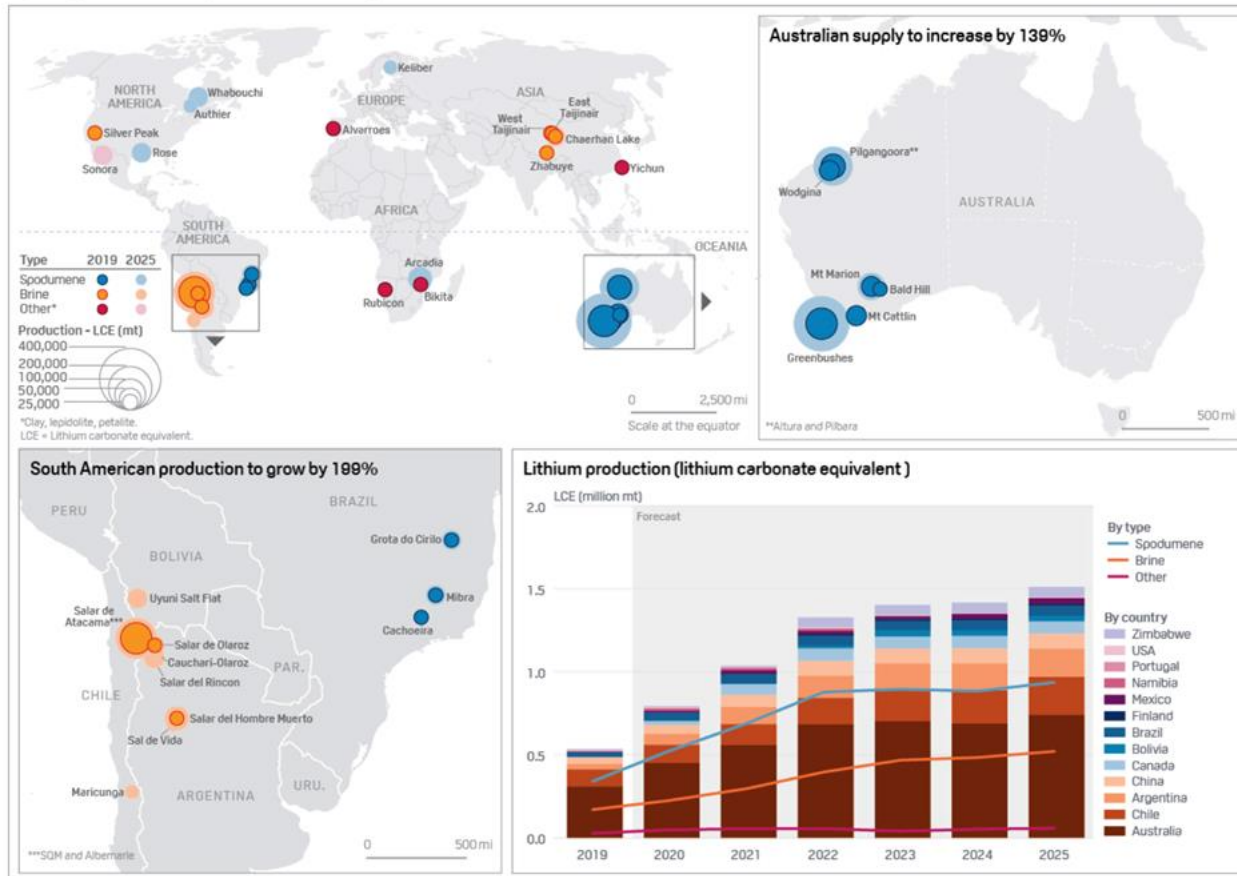 NORTH
AMERICA
Whabouchi
Authier
Silver Peak
Sonora
Rose
Keliber
EUROPE
Alvarroes
ASIA
East
Taijinair
West
Taijinair
Chaerhan Lake
Zhabuye
Yichun
AFRICA
SOUTH
AMERICA
OCEANIA
Arcadia
Rubicon
Bikita
Type 2019 2025
Spodumene
Brine
Other*
Production - LCE (mt)
400,000
200,000
100,000
50,000
25,000
*Clay, lepidolite, petalite.
LCE = Lithium carbonate equivalent.
0 2,500 mi
Scale at the equator
Australian supply to increase by 139%
Pilgangoora**
Wodgina
AUSTRALIA
Mt Marion
Bald Hill
Mt Cattlin
Greenbushes
0 500 mi
**Altura and Pilbara
South American production to grow by 199%
PERU
BRAZIL
BOLIVIA
Grota do Cirilo
Uyuni Salt Flat
Mibra
Salar de
Atacama***
Cachoeira
Salar de Olaroz
Cauchari-Olaroz
Salar del Rincon
PAR.
CHILE
Salar del Hombre Muerto
Sal de Vida
Maricunga
ARGENTINA
URU.
***SQM and Albemarle
0 500 mi
Lithium production (lithium carbonate equivalent )
LCE (million mt)
2.0
1.5
1.0
0.5
0.0
Forecast
2019 2020 2021 2022 2023 2024 2025
By type
Spodumene
Brine
Other
By country
Zimbabwe
USA
Portugal
Namibia
Mexico
Finland
Brazil
Bolivia
Canada
China
Argentina
Chile
Australia